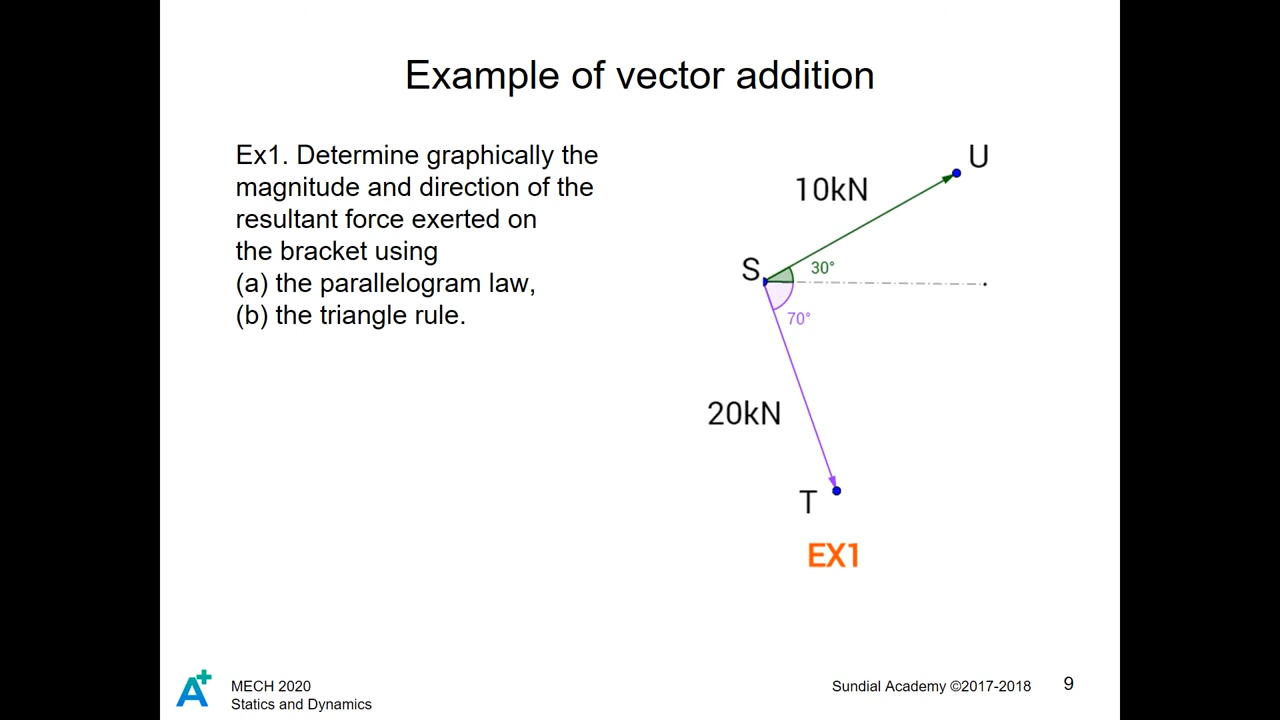 Example of vector addition
Ex1. Determine graphically the
magnitude and direction of the
resultant force exerted on
the bracket using
(a) the parallelogram law,
(b) the triangle rule.
U
10kN
S
30°
70°
20kN
T
EX1
A+
MECH 2020
Statics and Dynamics
Sundial Academy ©2017-2018
9